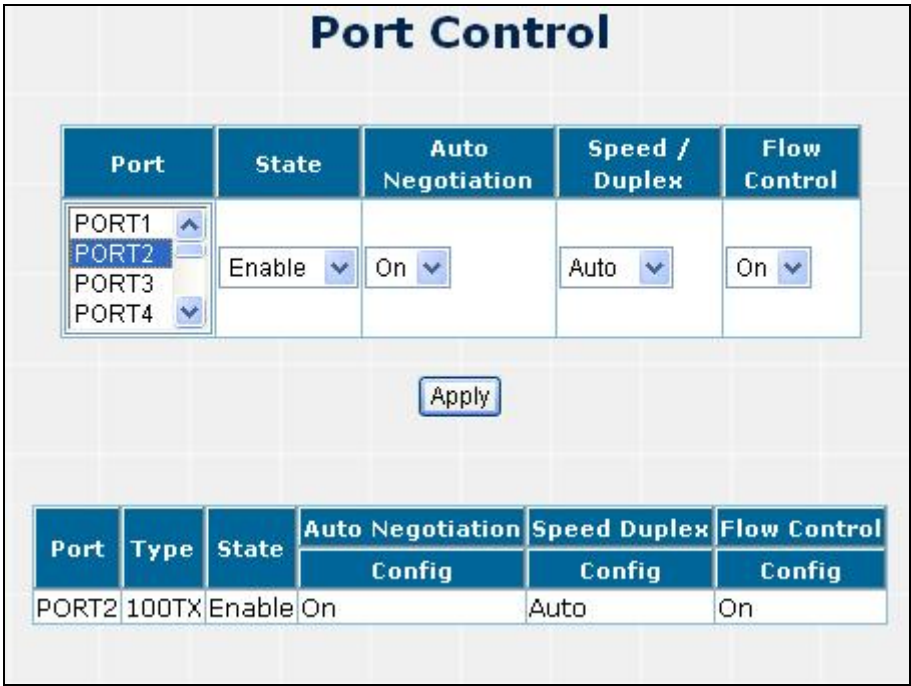 Port Control
Port State Auto Negotiation Speed / Duplex Flow Control
PORT1
PORT2
PORT3
PORT4
Enable On Auto On
Apply
Port Type State Auto Negotiation Speed Duplex Flow Control
Config Config Config
PORT2 100TX Enable On Auto On